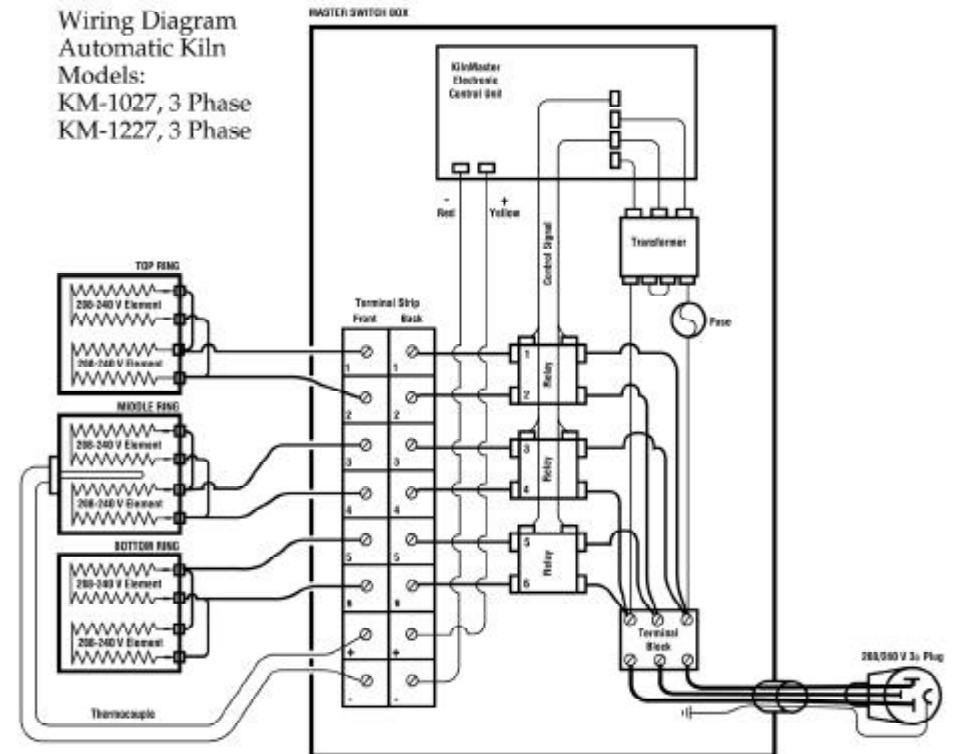 Wiring Diagram
Automatic Kiln
Models:
KM-1027, 3 Phase
KM-1227, 3 Phase
MASTER SWITCH BOX
KilnMaster
Electronic
Control Unit
-
Red
+
Yellow
Control Signal
Transformer
Fuse
TOP RING
208-240 V Element
208-240 V Element
MIDDLE RING
208-240 V Element
208-240 V Element
BOTTOM RING
208-240 V Element
208-240 V Element
Thermocouple
Terminal Strip
Front Back
1 1
2 2
3 3
4 4
5 5
6 6
+ +
- -
1
2
Relay
3
4
Relay
5
6
Relay
Terminal
Block
208/240 V 3ø Plug